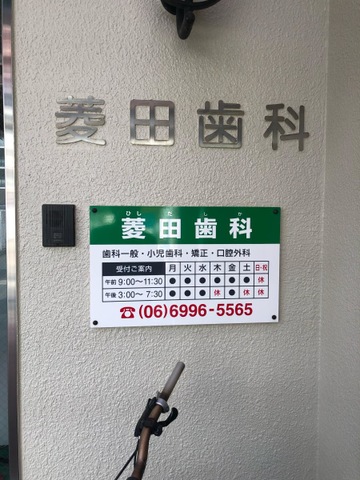 菱田歯科
ひしだしか
菱田歯科
歯科一般・小児歯科・矯正・口腔外科
受付ご案内 月 火 水 木 金 土 日・祝
午前 9:00〜11:30 ● ● ● ● ● ● 休
午後 3:00〜7:30 ● ● ● 休 ● 休 休
☎(06)6996-5565